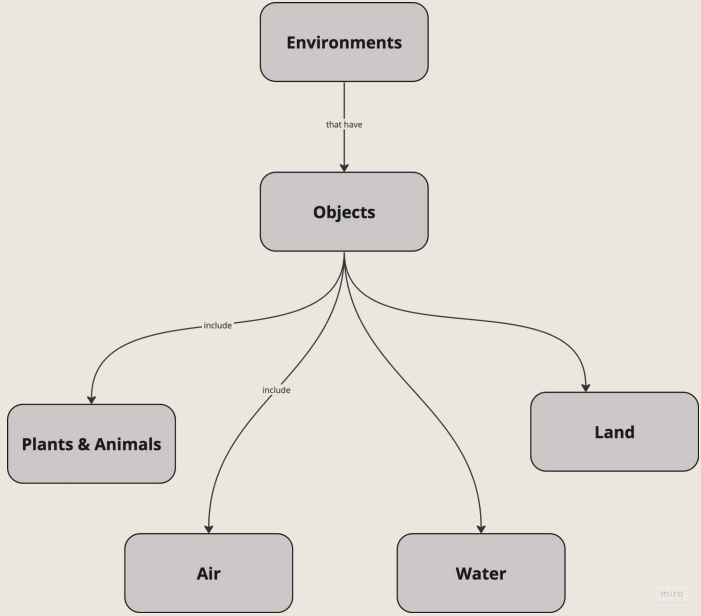 Environments
that have
Objects
include
include
Land
Plants & Animals
Air
Water
miro